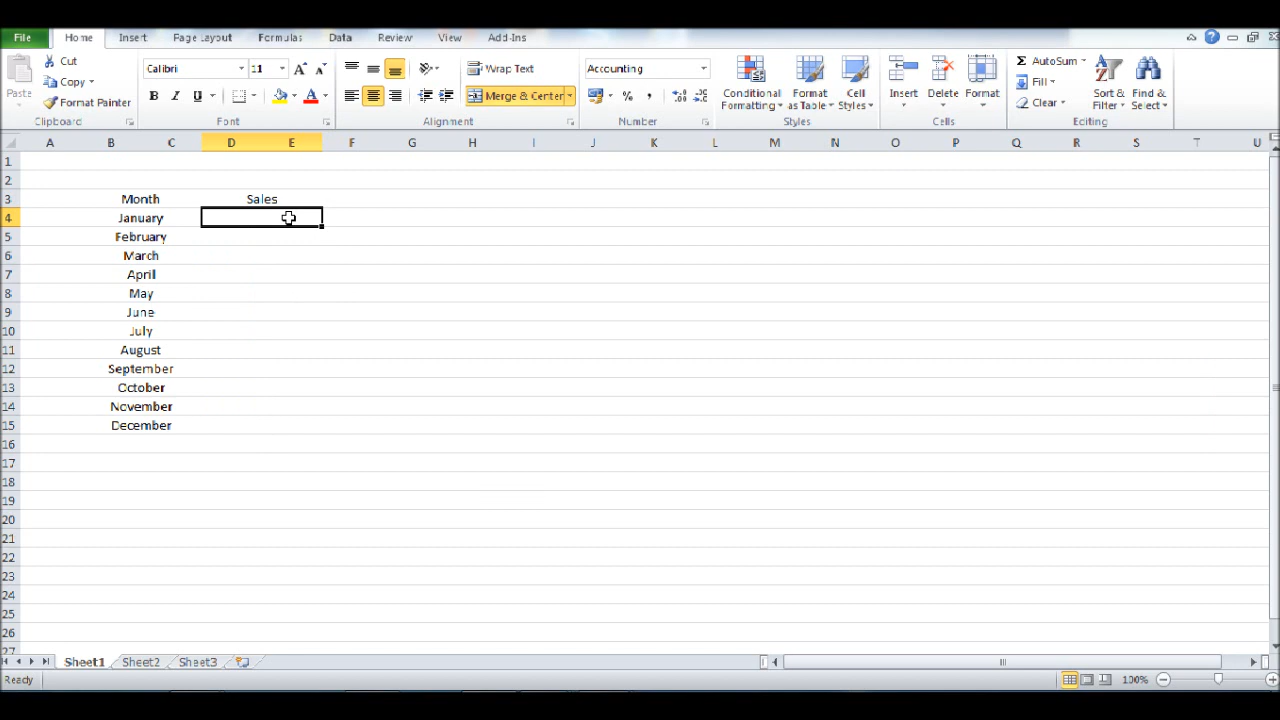 File Home Insert Page Layout Formulas Data Review View Add-Ins
Cut
Copy
Format Painter
Paste
Calibri 11
A A
B I U A
Wrap Text
Merge & Center
Accounting
% ,
Conditional Formatting
Format as Table
Cell Styles
Insert
Delete
Format
Σ AutoSum
Fill
Clear
Sort & Filter
Find & Select
Clipboard Font Alignment Number Styles Cells Editing
A B C D E F G H I J K L M N O P Q R S T U
1
2
3 Month Sales
4 January
5 February
6 March
7 April
8 May
9 June
10 July
11 August
12 September
13 October
14 November
15 December
16
17
18
19
20
21
22
23
24
25
26
27
Sheet1 Sheet2 Sheet3
Ready 100%